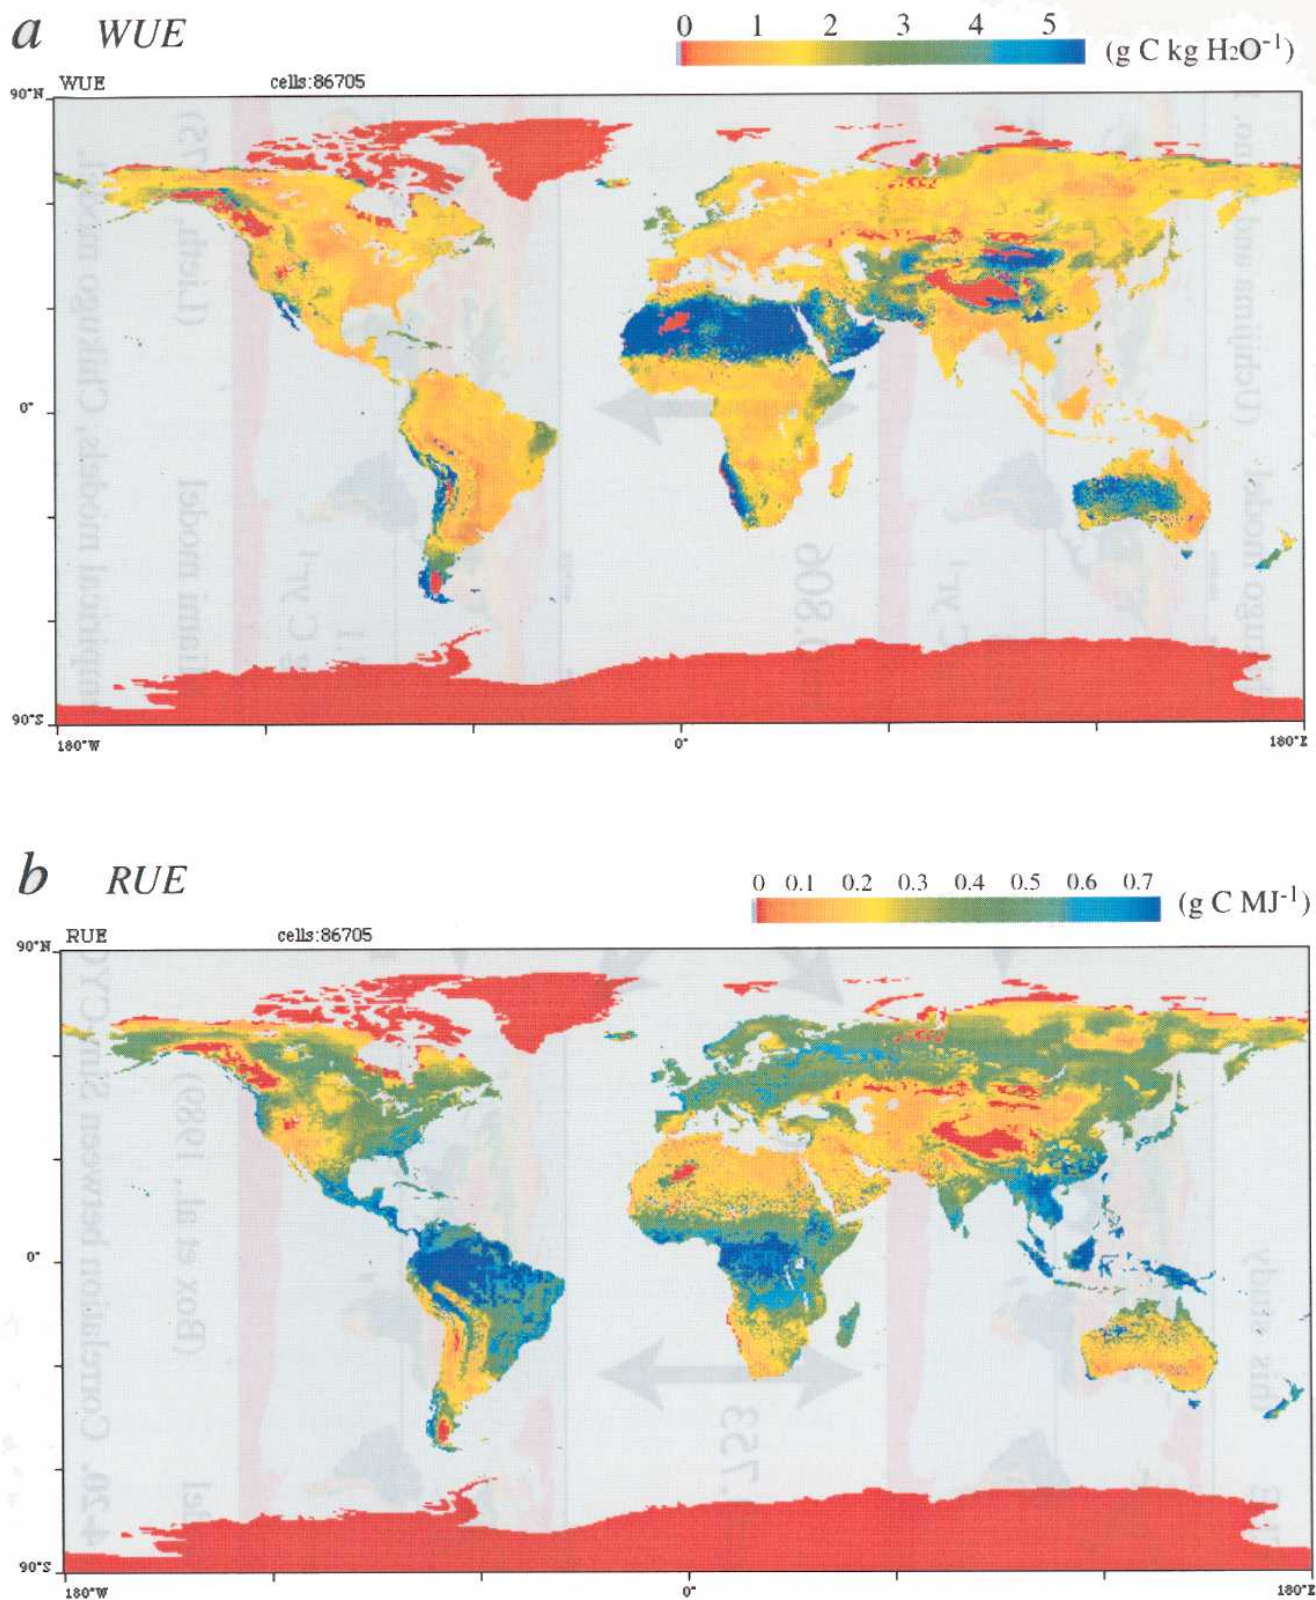 a WUE
0 1 2 3 4 5 (g C kg H₂O⁻¹)
WUE cells:86705
90°N
0°
90°S
180°W 0° 180°E
b RUE
0 0.1 0.2 0.3 0.4 0.5 0.6 0.7 (g C MJ⁻¹)
RUE cells:86705
90°N
0°
90°S
180°W 0° 180°E